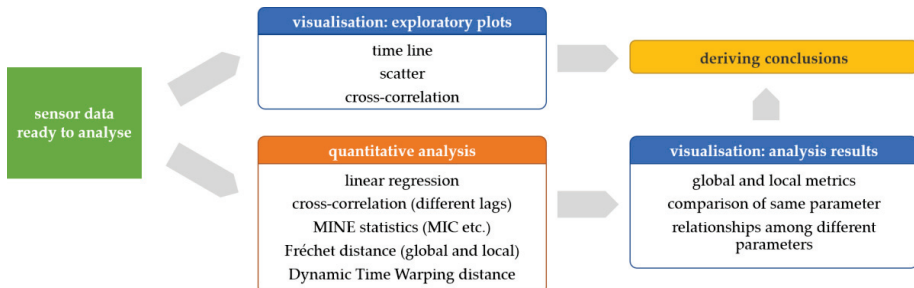 sensor data
ready to analyse
visualisation: exploratory plots
time line
scatter
cross-correlation
deriving conclusions
quantitative analysis
linear regression
cross-correlation (different lags)
MINE statistics (MIC etc.)
Fréchet distance (global and local)
Dynamic Time Warping distance
visualisation: analysis results
global and local metrics
comparison of same parameter
relationships among different
parameters